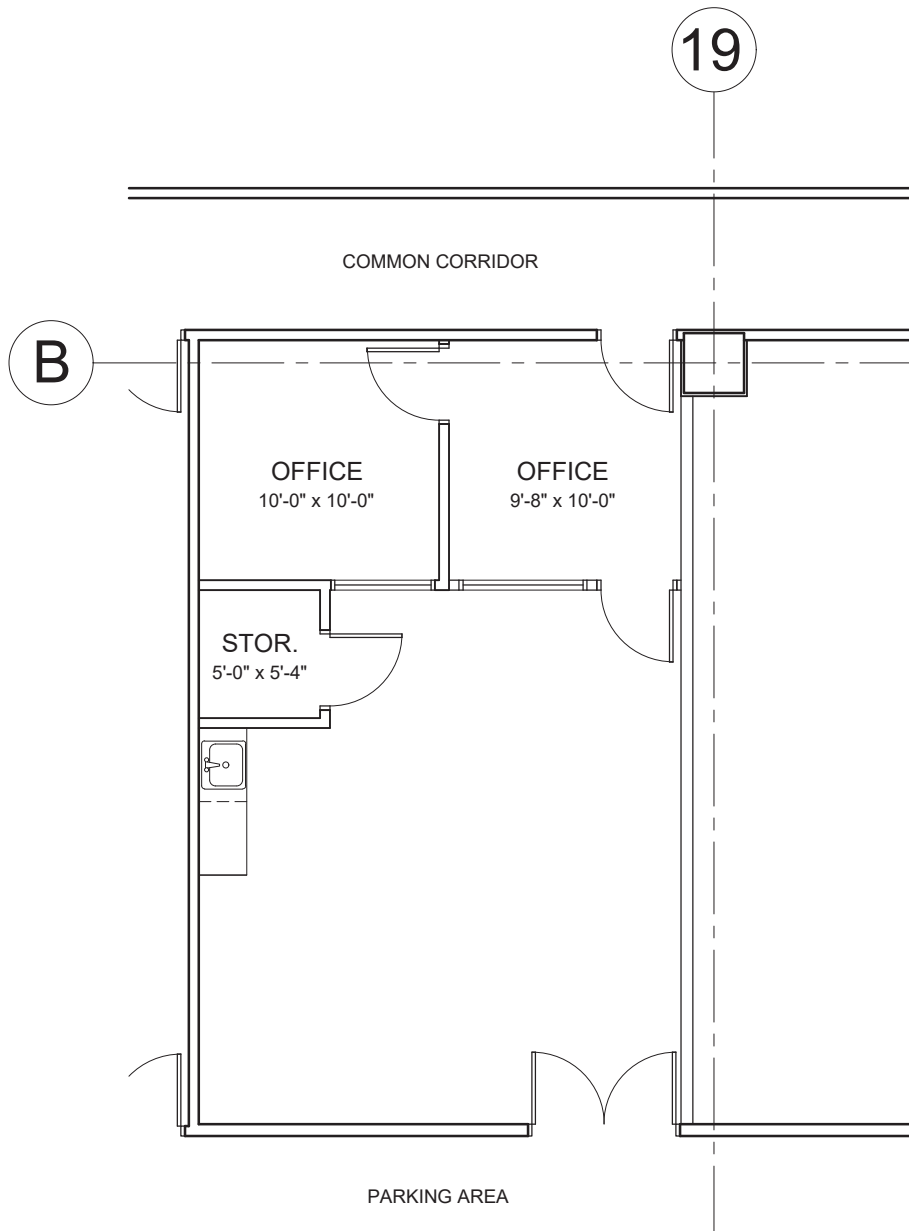 19
COMMON CORRIDOR
B
OFFICE
10'-0" x 10'-0"
OFFICE
9'-8" x 10'-0"
STOR.
5'-0" x 5'-4"
PARKING AREA